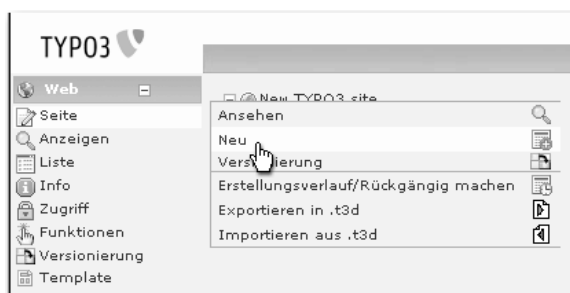 TYPO3
Web
New TYPO3 site
Seite
Anzeigen
Liste
Info
Zugriff
Funktionen
Versionierung
Template
Ansehen
Neu
Versionierung
Erstellungsverlauf/Rückgängig machen
Exportieren in .t3d
Importieren aus .t3d